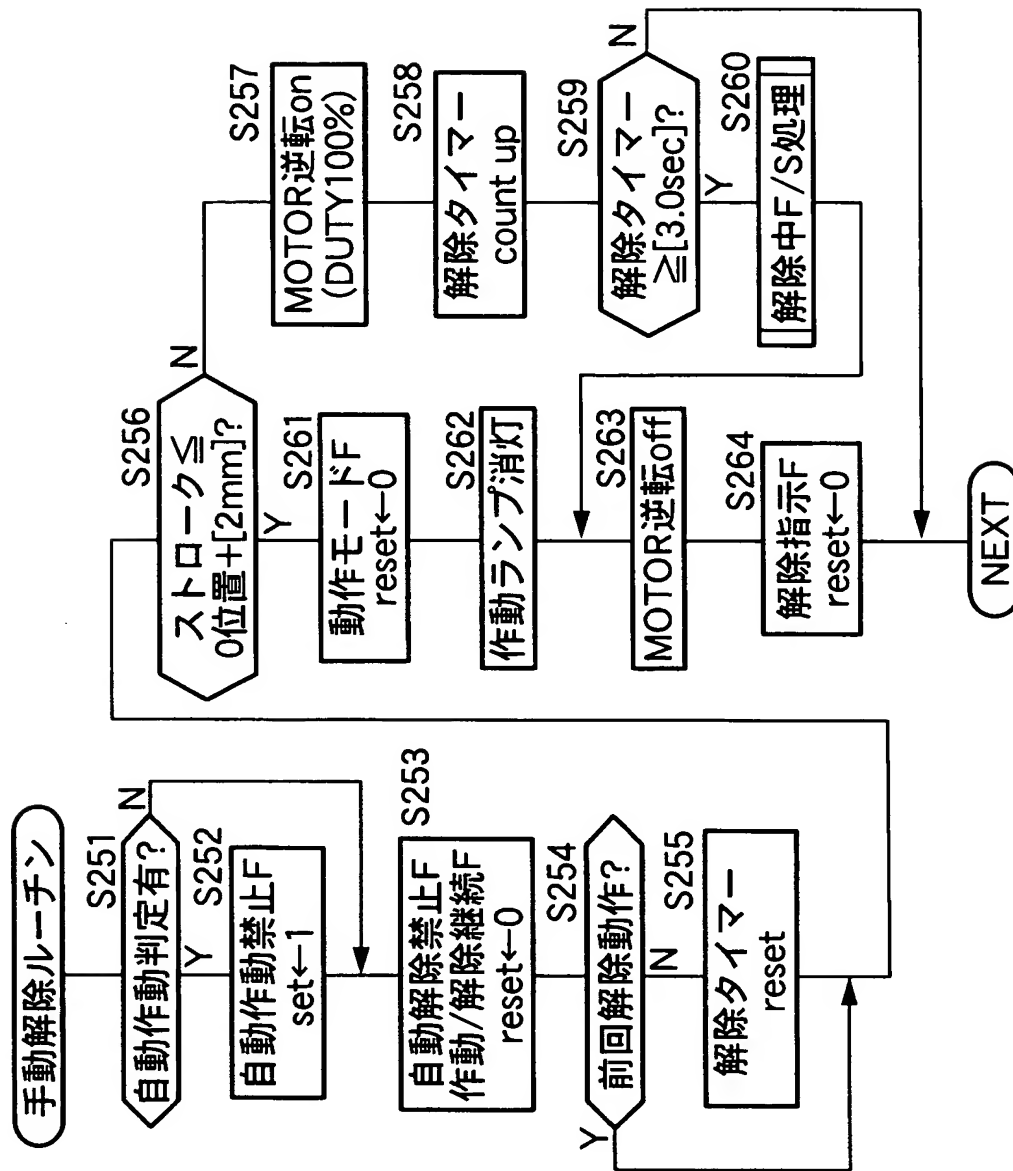 手動解除ルーチン
S251
自動作動判定有?
N
Y
S252
自動作動禁止F
set←1
S253
自動解除禁止F
作動/解除継続F
reset←0
S254
前回解除動作?
Y
N
S255
解除タイマー
reset
S256
ストローク≦
0位置+[2mm]?
N
Y
S257
MOTOR逆転on
(DUTY100%)
S258
解除タイマー
count up
S259
解除タイマー
≧[3.0sec]?
N
Y
S260
解除中F/S処理
S261
動作モードF
reset←0
S262
作動ランプ消灯
S263
MOTOR逆転off
S264
解除指示F
reset←0
NEXT